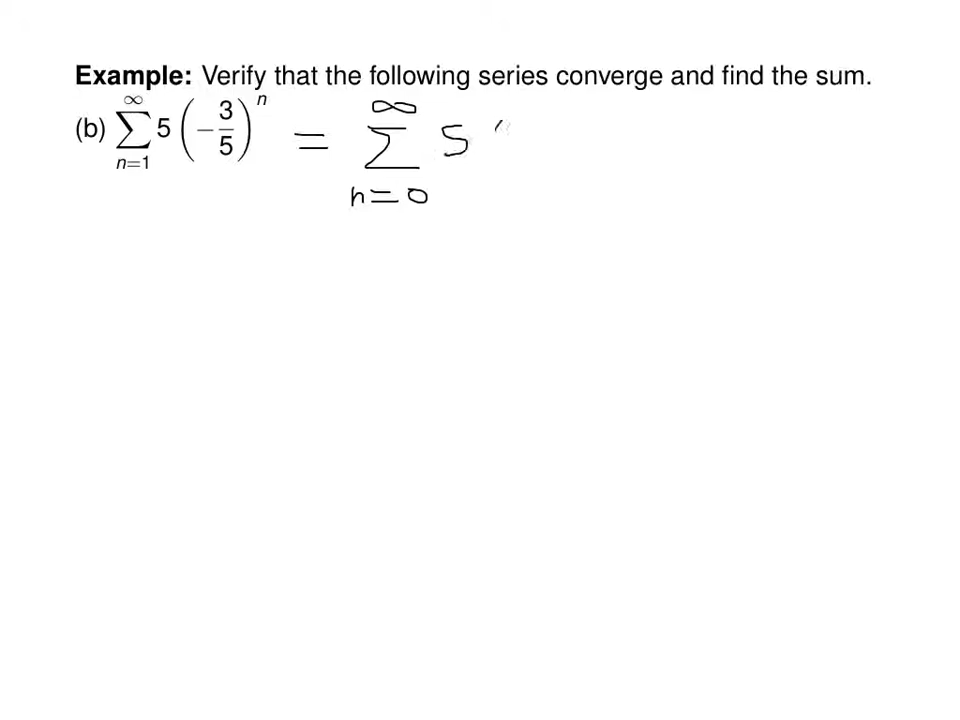 Example: Verify that the following series converge and find the sum.
(b) ∑_{n=1}^{∞} 5 (−3/5)^n = ∑_{n=0}^{∞} 5